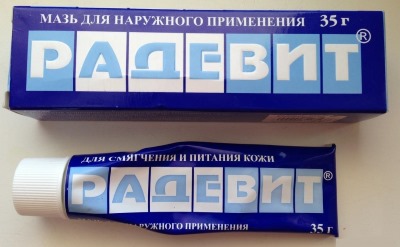 МАЗЬ ДЛЯ НАРУЖНОГО ПРИМЕНЕНИЯ 35 г
РАДЕВИТ®
ДЛЯ СМЯГЧЕНИЯ И ПИТАНИЯ КОЖИ
РАДЕВИТ®
НАРУЖНОГО ПРИМЕНЕНИЯ 35 г